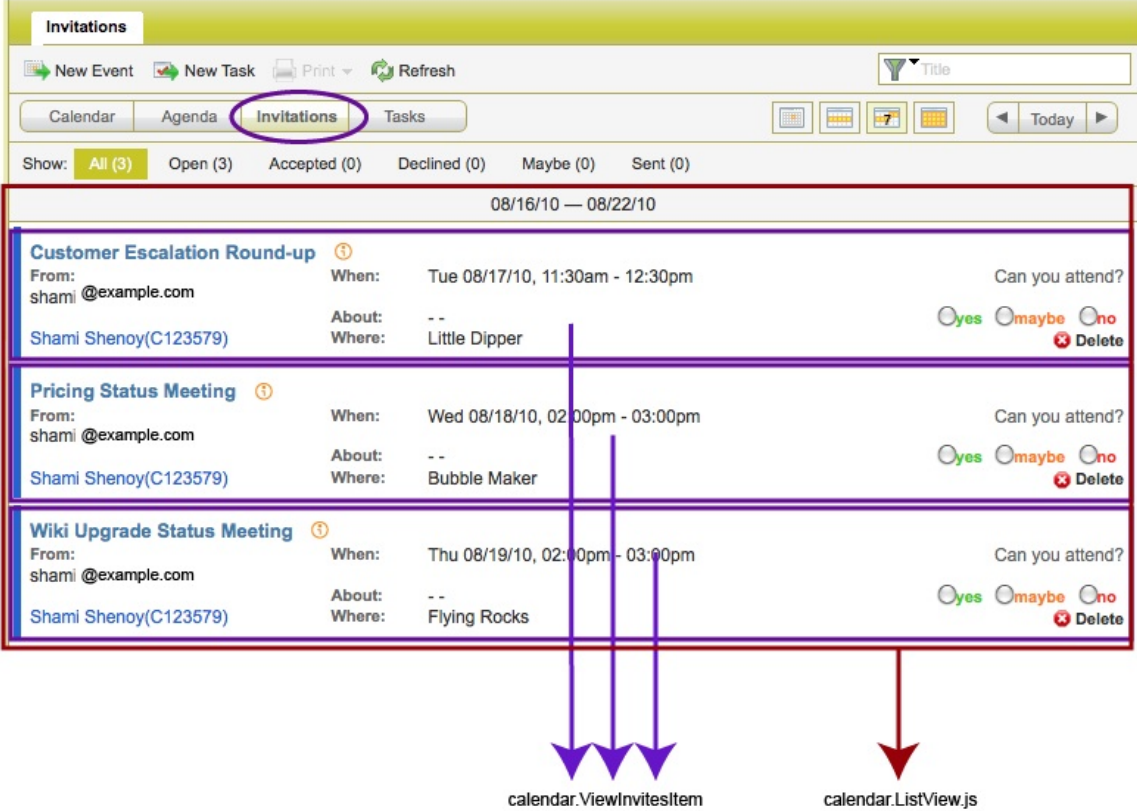 Invitations
New Event New Task Print Refresh Title
Calendar Agenda Invitations Tasks 7 Today
Show: All (3) Open (3) Accepted (0) Declined (0) Maybe (0) Sent (0)
08/16/10 — 08/22/10
Customer Escalation Round-up
From: When: Tue 08/17/10, 11:30am - 12:30pm Can you attend?
shami @example.com
About: - - yes maybe no
Shami Shenoy(C123579) Where: Little Dipper Delete
Pricing Status Meeting
From: When: Wed 08/18/10, 02:00pm - 03:00pm Can you attend?
shami @example.com
About: - - yes maybe no
Shami Shenoy(C123579) Where: Bubble Maker Delete
Wiki Upgrade Status Meeting
From: When: Thu 08/19/10, 02:00pm - 03:00pm Can you attend?
shami @example.com
About: - - yes maybe no
Shami Shenoy(C123579) Where: Flying Rocks Delete
calendar.ViewInvitesItem calendar.ListView.js